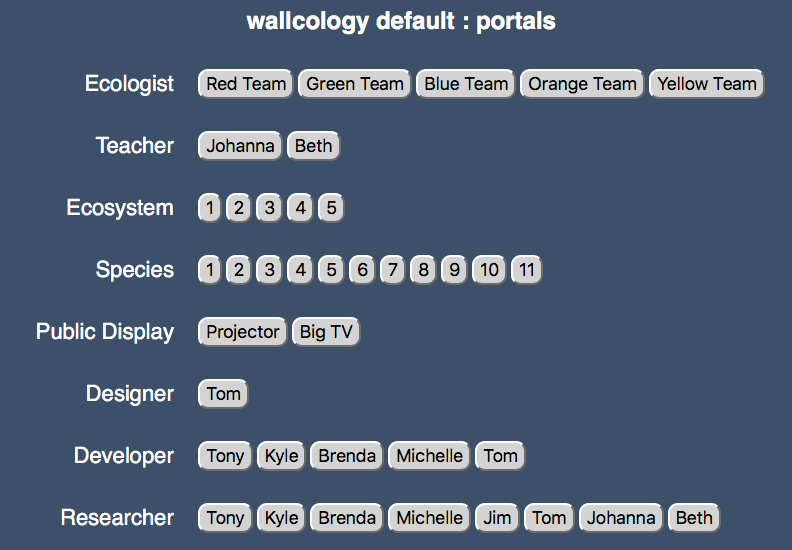 wallcology default : portals
Ecologist Red Team Green Team Blue Team Orange Team Yellow Team
Teacher Johanna Beth
Ecosystem 1 2 3 4 5
Species 1 2 3 4 5 6 7 8 9 10 11
Public Display Projector Big TV
Designer Tom
Developer Tony Kyle Brenda Michelle Tom
Researcher Tony Kyle Brenda Michelle Jim Tom Johanna Beth